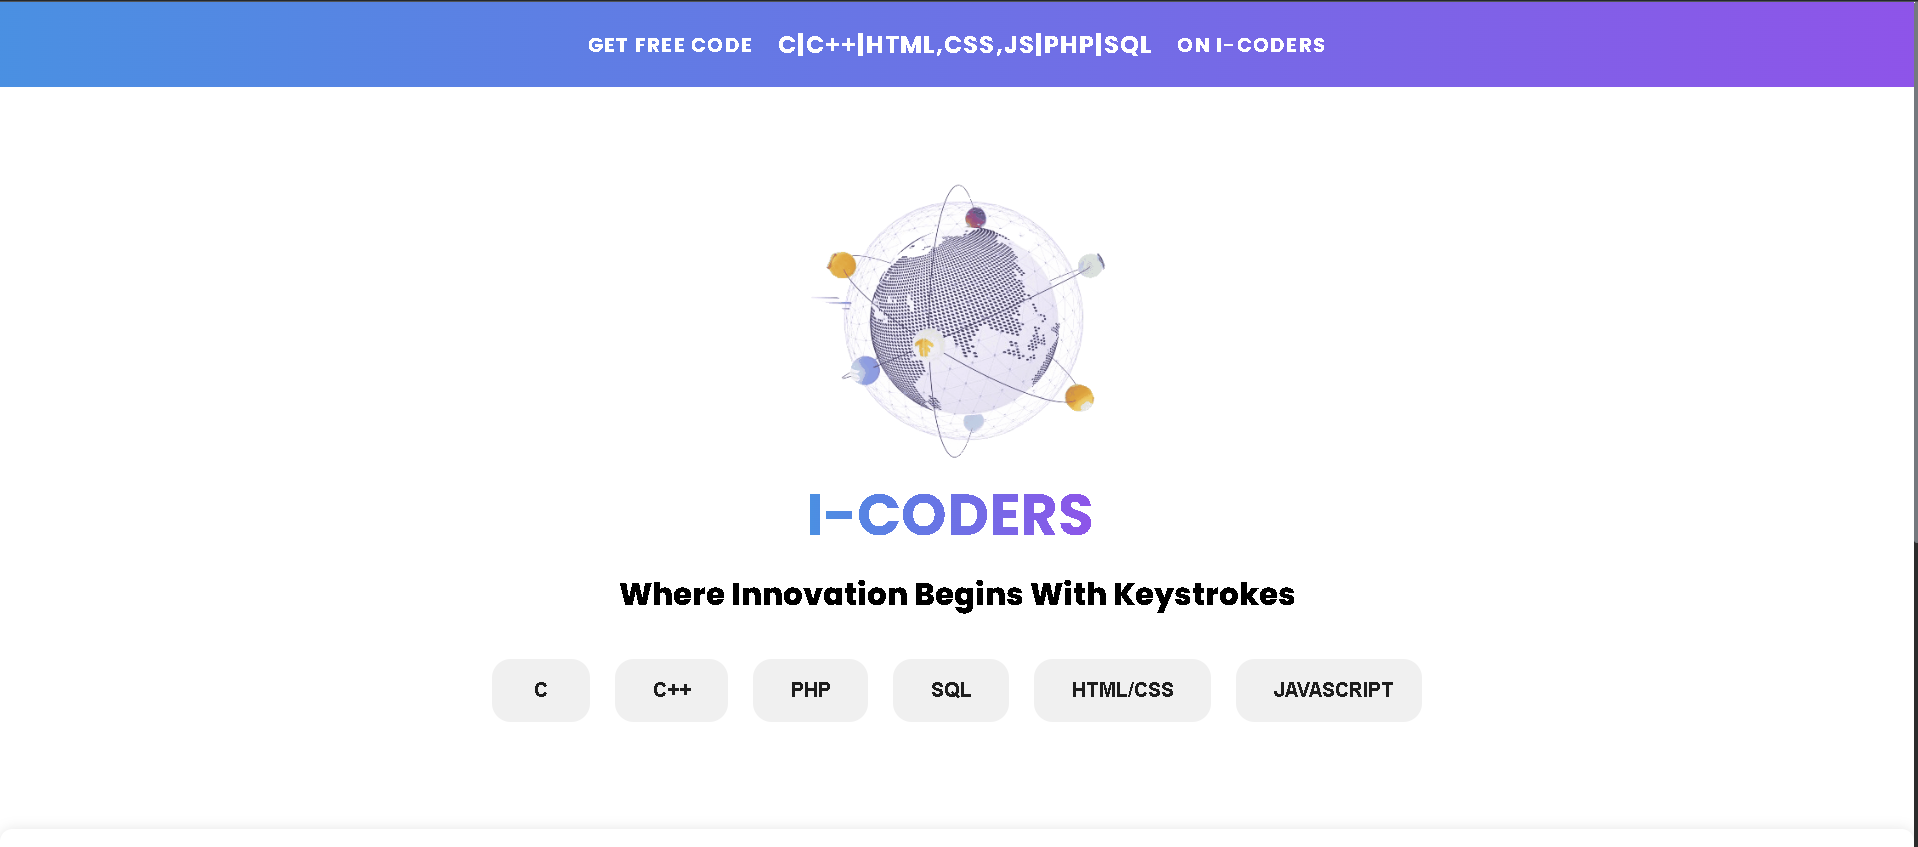 GET FREE CODE C|C++|HTML,CSS,JS|PHP|SQL ON I-CODERS
I-CODERS
Where Innovation Begins With Keystrokes
C C++ PHP SQL HTML/CSS JAVASCRIPT